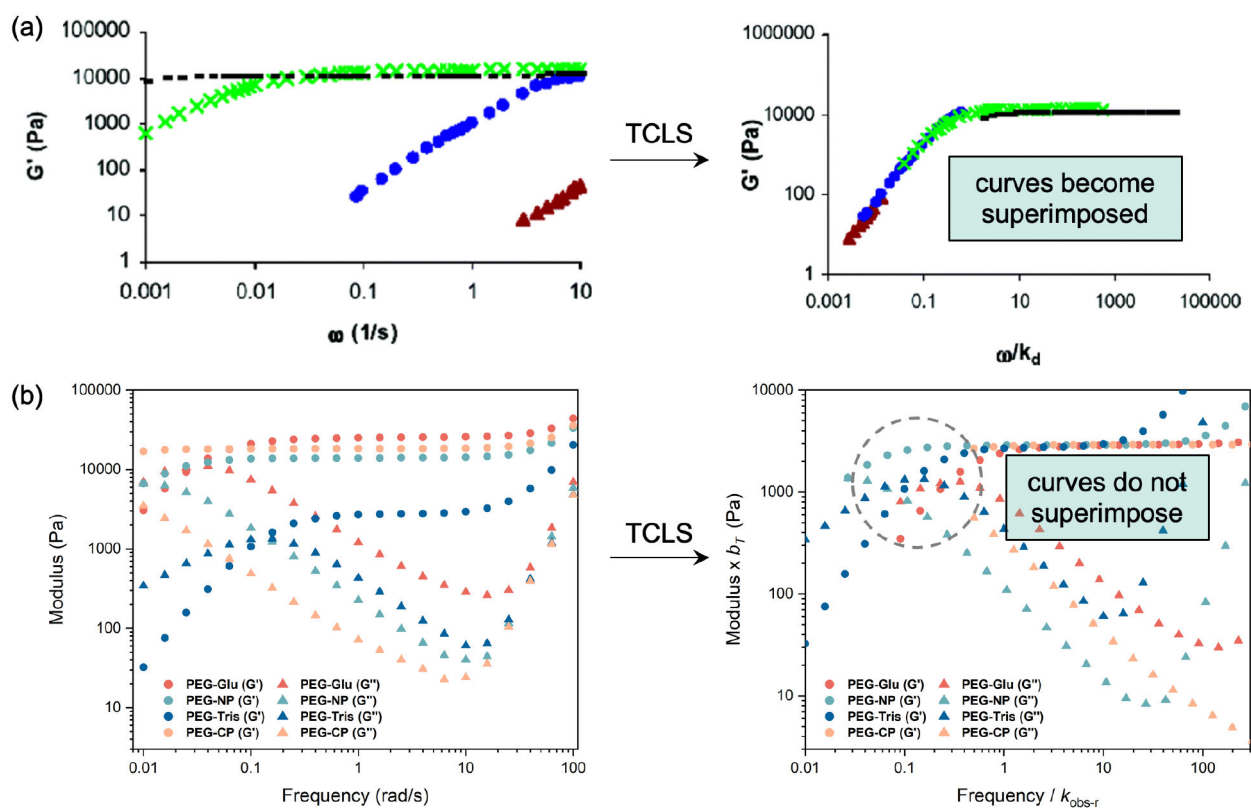 (a)
100000
10000
1000
100
10
1
G' (Pa)
0.001
0.01
0.1
1
10
ω (1/s)
TCLS
1000000
10000
100
1
G' (Pa)
curves become
superimposed
0.001
0.1
10
1000
100000
ω/kd
(b)
100000
10000
1000
100
10
Modulus (Pa)
PEG-Glu (G') PEG-Glu (G'')
PEG-NP (G') PEG-NP (G'')
PEG-Tris (G') PEG-Tris (G'')
PEG-CP (G') PEG-CP (G'')
0.01
0.1
1
10
100
Frequency (rad/s)
TCLS
10000
1000
100
10
Modulus x bT (Pa)
curves do not
superimpose
PEG-Glu (G') PEG-Glu (G'')
PEG-NP (G') PEG-NP (G'')
PEG-Tris (G') PEG-Tris (G'')
PEG-CP (G') PEG-CP (G'')
0.01
0.1
1
10
100
Frequency / kobs-r